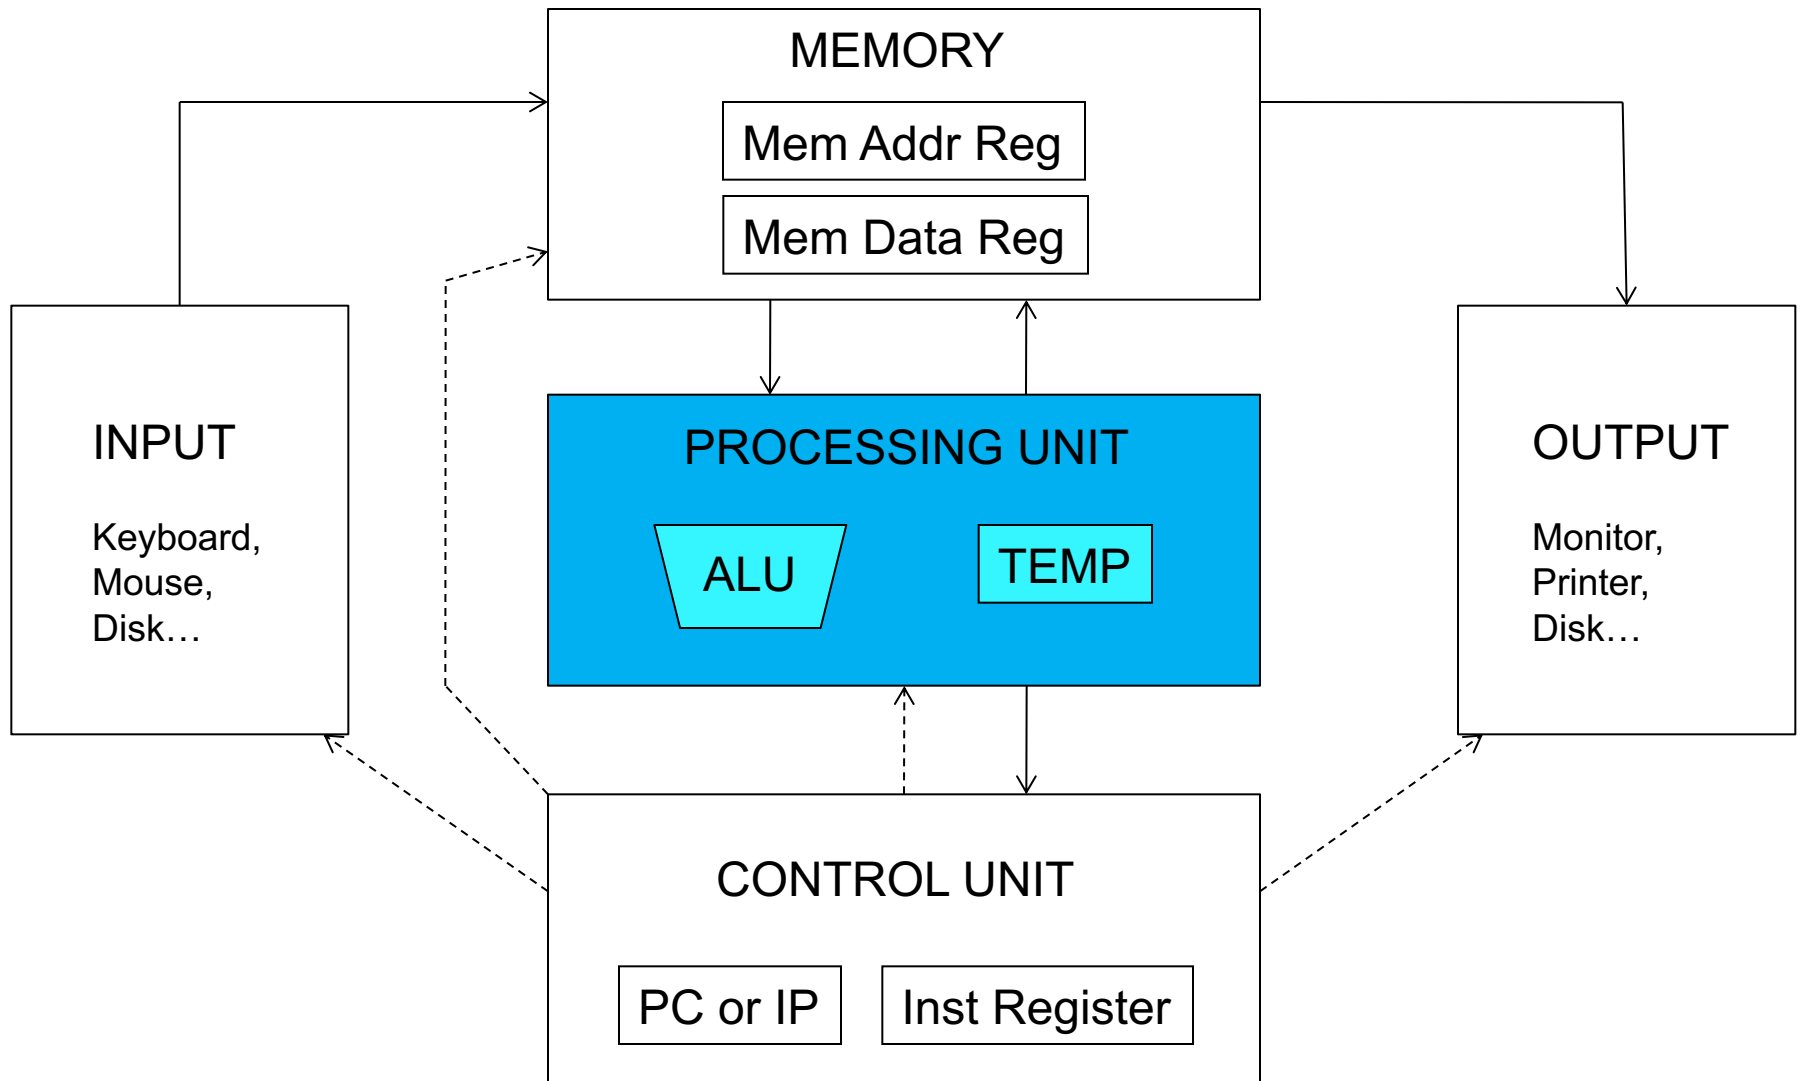 MEMORY
Mem Addr Reg
Mem Data Reg
INPUT
Keyboard,
Mouse,
Disk…
PROCESSING UNIT
ALU
TEMP
OUTPUT
Monitor,
Printer,
Disk…
CONTROL UNIT
PC or IP
Inst Register